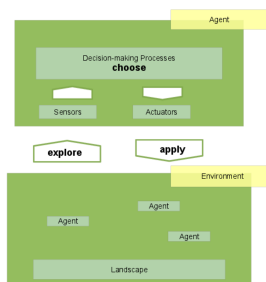 Agent
Decision-making Processes
choose
Sensors
Actuators
explore
apply
Environment
Agent
Agent
Agent
Landscape